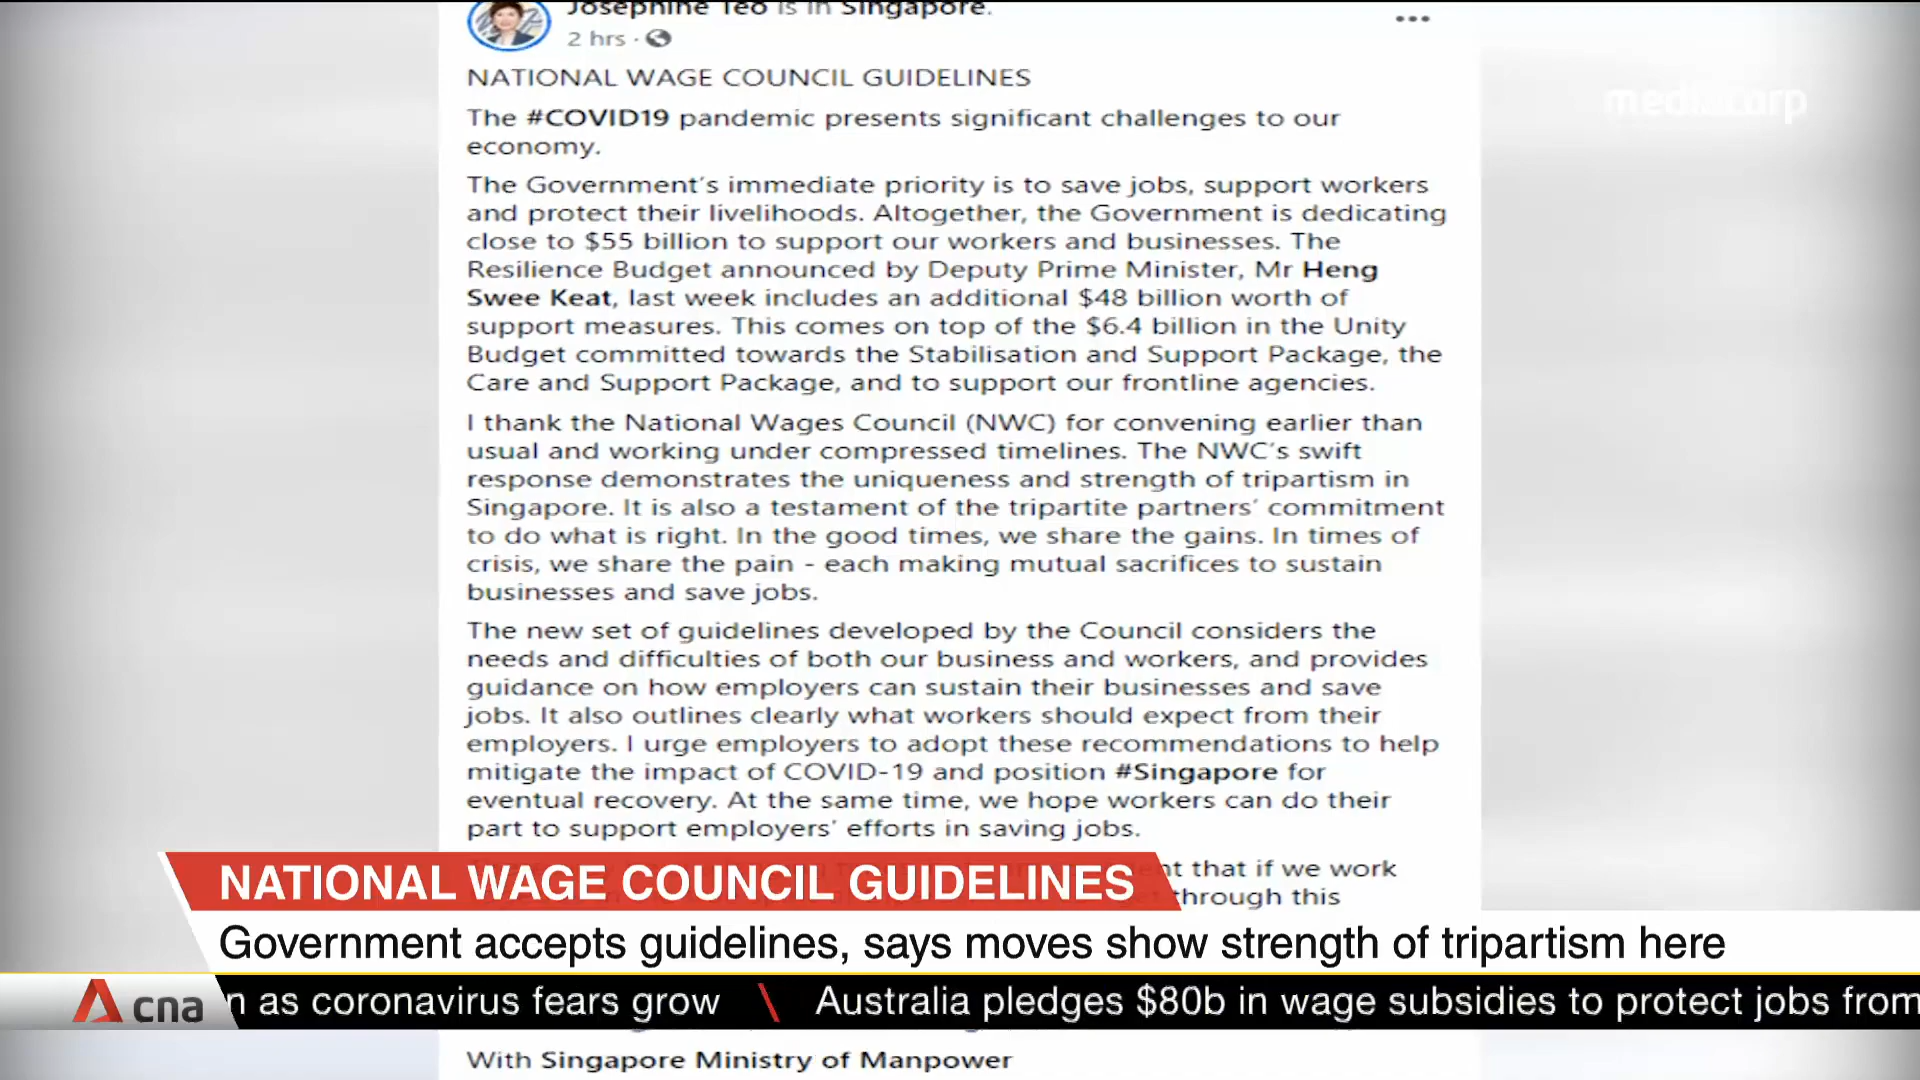 Josephine Teo is in Singapore.
2 hrs ·
NATIONAL WAGE COUNCIL GUIDELINES
mediacorp
The #COVID19 pandemic presents significant challenges to our
economy.
The Government's immediate priority is to save jobs, support workers
and protect their livelihoods. Altogether, the Government is dedicating
close to $55 billion to support our workers and businesses. The
Resilience Budget announced by Deputy Prime Minister, Mr Heng
Swee Keat, last week includes an additional $48 billion worth of
support measures. This comes on top of the $6.4 billion in the Unity
Budget committed towards the Stabilisation and Support Package, the
Care and Support Package, and to support our frontline agencies.
I thank the National Wages Council (NWC) for convening earlier than
usual and working under compressed timelines. The NWC's swift
response demonstrates the uniqueness and strength of tripartism in
Singapore. It is also a testament of the tripartite partners' commitment
to do what is right. In the good times, we share the gains. In times of
crisis, we share the pain - each making mutual sacrifices to sustain
businesses and save jobs.
The new set of guidelines developed by the Council considers the
needs and difficulties of both our business and workers, and provides
guidance on how employers can sustain their businesses and save
jobs. It also outlines clearly what workers should expect from their
employers. I urge employers to adopt these recommendations to help
mitigate the impact of COVID-19 and position #Singapore for
eventual recovery. At the same time, we hope workers can do their
part to support employers' efforts in saving jobs.
that if we work
through this
NATIONAL WAGE COUNCIL GUIDELINES
Government accepts guidelines, says moves show strength of tripartism here
cna
n as coronavirus fears grow \ Australia pledges $80b in wage subsidies to protect jobs from
With Singapore Ministry of Manpower